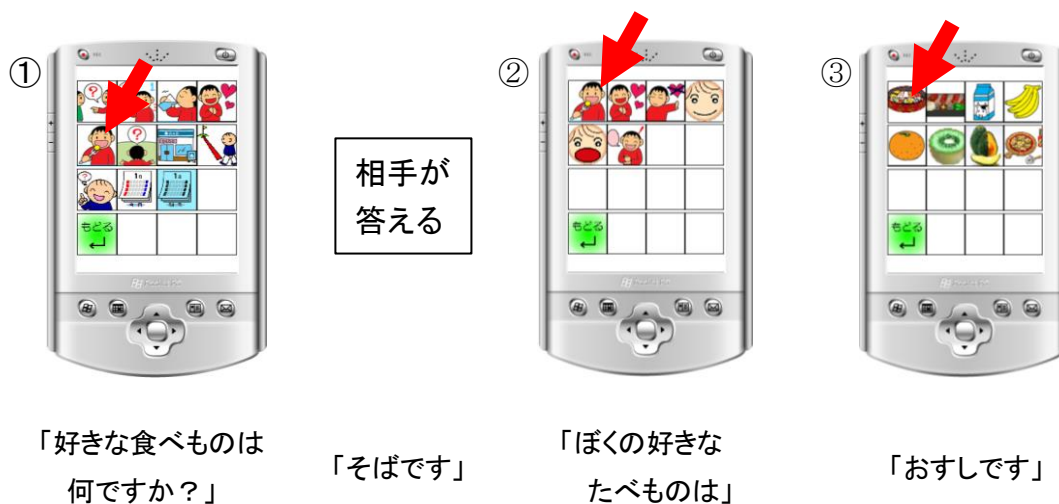 ①
もどる
相手が
答える
②
もどる
③
もどる
「好きな食べものは
何ですか?」
「そばです」
「ぼくの好きな
たべものは」
「おすしです」